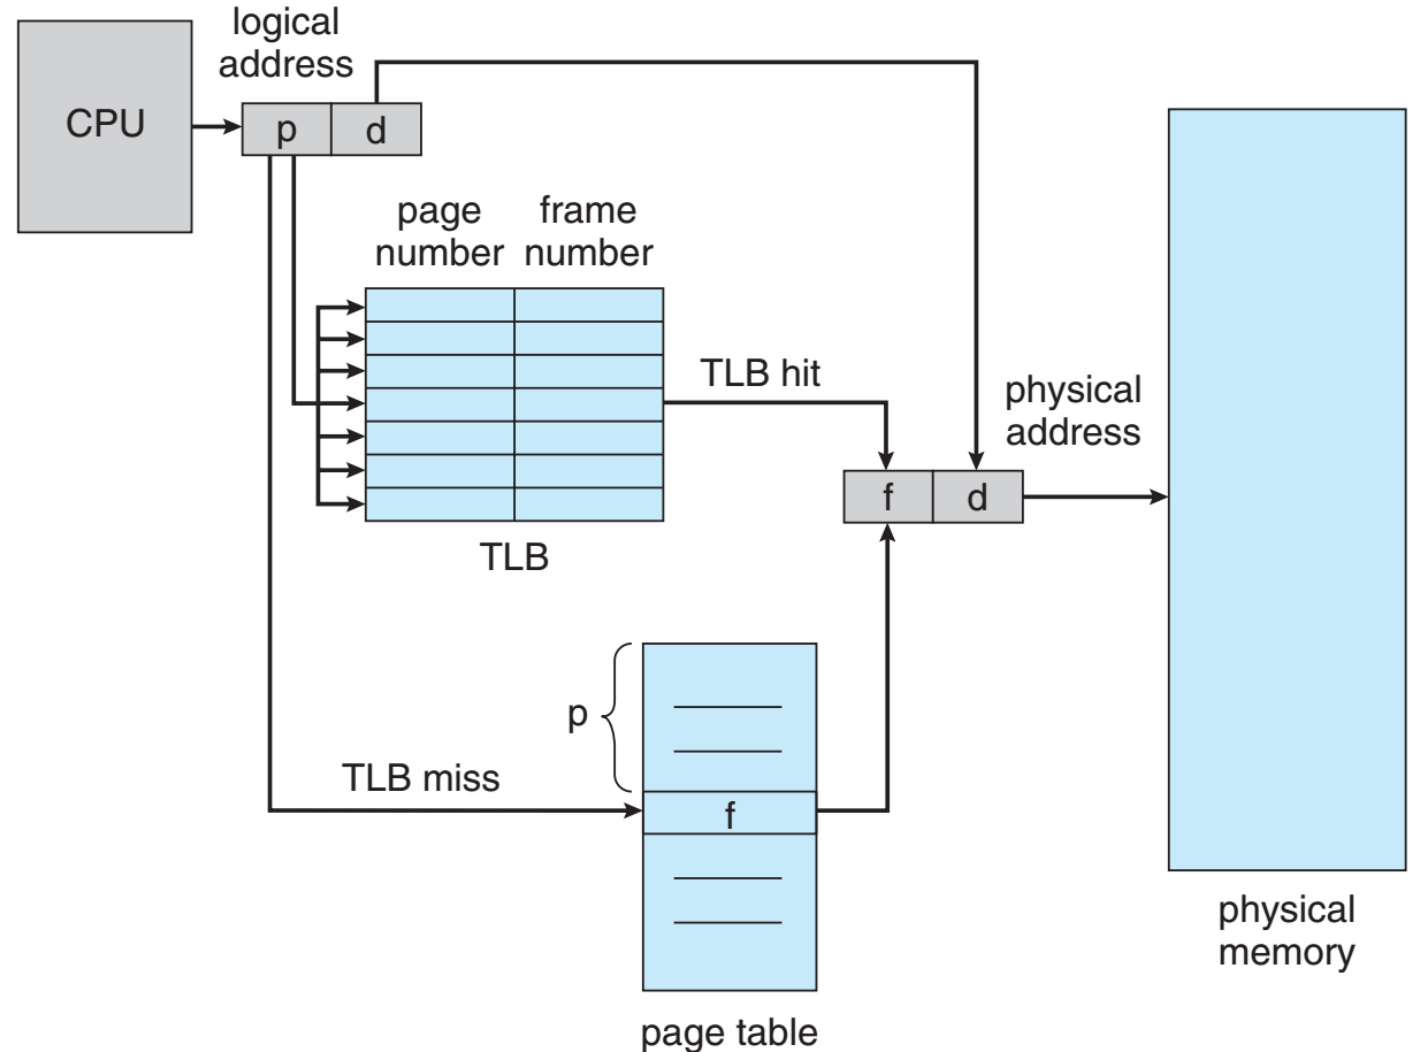 logical
address
CPU
p
d
page
number
frame
number
TLB hit
physical
address
f
d
TLB
p
TLB miss
f
physical
memory
page table